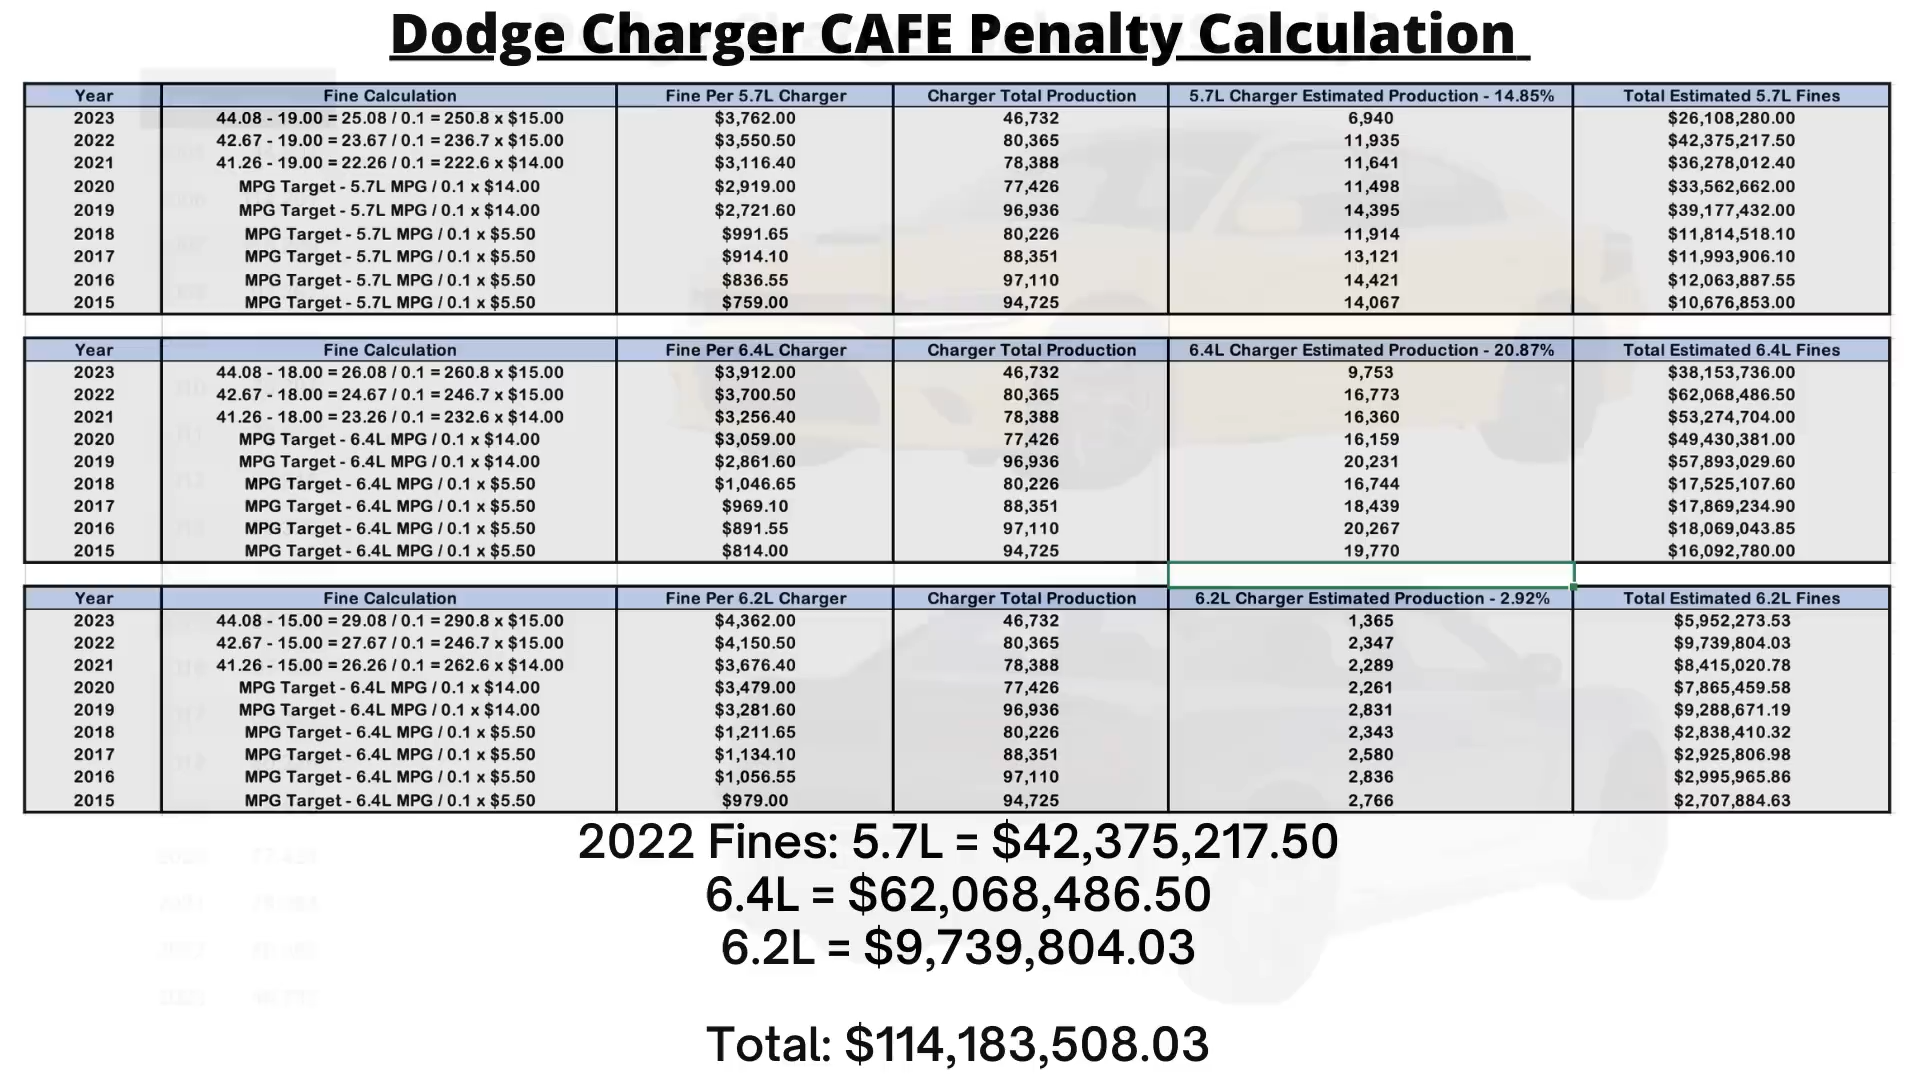 Dodge Charger CAFE Penalty Calculation
Year Fine Calculation Fine Per 5.7L Charger Charger Total Production 5.7L Charger Estimated Production - 14.85% Total Estimated 5.7L Fines
2023 44.08 - 19.00 = 25.08 / 0.1 = 250.8 x $15.00 $3,762.00 46,732 6,940 $26,108,280.00
2022 42.67 - 19.00 = 23.67 / 0.1 = 236.7 x $15.00 $3,550.50 80,365 11,935 $42,375,217.50
2021 41.26 - 19.00 = 22.26 / 0.1 = 222.6 x $14.00 $3,116.40 78,388 11,641 $36,278,012.40
2020 MPG Target - 5.7L MPG / 0.1 x $14.00 $2,919.00 77,426 11,498 $33,562,662.00
2019 MPG Target - 5.7L MPG / 0.1 x $14.00 $2,721.60 96,936 14,395 $39,177,432.00
2018 MPG Target - 5.7L MPG / 0.1 x $5.50 $991.65 80,226 11,914 $11,814,518.10
2017 MPG Target - 5.7L MPG / 0.1 x $5.50 $914.10 88,351 13,121 $11,993,906.10
2016 MPG Target - 5.7L MPG / 0.1 x $5.50 $836.55 97,110 14,421 $12,063,887.55
2015 MPG Target - 5.7L MPG / 0.1 x $5.50 $759.00 94,725 14,067 $10,676,853.00
Year Fine Calculation Fine Per 6.4L Charger Charger Total Production 6.4L Charger Estimated Production - 20.87% Total Estimated 6.4L Fines
2023 44.08 - 18.00 = 26.08 / 0.1 = 260.8 x $15.00 $3,912.00 46,732 9,753 $38,153,736.00
2022 42.67 - 18.00 = 24.67 / 0.1 = 246.7 x $15.00 $3,700.50 80,365 16,773 $62,068,486.50
2021 41.26 - 18.00 = 23.26 / 0.1 = 232.6 x $14.00 $3,256.40 78,388 16,360 $53,274,704.00
2020 MPG Target - 6.4L MPG / 0.1 x $14.00 $3,059.00 77,426 16,159 $49,430,381.00
2019 MPG Target - 6.4L MPG / 0.1 x $14.00 $2,861.60 96,936 20,231 $57,893,029.60
2018 MPG Target - 6.4L MPG / 0.1 x $5.50 $1,046.65 80,226 16,744 $17,525,107.60
2017 MPG Target - 6.4L MPG / 0.1 x $5.50 $969.10 88,351 18,439 $17,869,234.90
2016 MPG Target - 6.4L MPG / 0.1 x $5.50 $891.55 97,110 20,267 $18,069,043.85
2015 MPG Target - 6.4L MPG / 0.1 x $5.50 $814.00 94,725 19,770 $16,092,780.00
Year Fine Calculation Fine Per 6.2L Charger Charger Total Production 6.2L Charger Estimated Production - 2.92% Total Estimated 6.2L Fines
2023 44.08 - 15.00 = 29.08 / 0.1 = 290.8 x $15.00 $4,362.00 46,732 1,365 $5,952,273.53
2022 42.67 - 15.00 = 27.67 / 0.1 = 246.7 x $15.00 $4,150.50 80,365 2,347 $9,739,804.03
2021 41.26 - 15.00 = 26.26 / 0.1 = 262.6 x $14.00 $3,676.40 78,388 2,289 $8,415,020.78
2020 MPG Target - 6.4L MPG / 0.1 x $14.00 $3,479.00 77,426 2,261 $7,865,459.58
2019 MPG Target - 6.4L MPG / 0.1 x $14.00 $3,281.60 96,936 2,831 $9,288,671.19
2018 MPG Target - 6.4L MPG / 0.1 x $5.50 $1,211.65 80,226 2,343 $2,838,410.32
2017 MPG Target - 6.4L MPG / 0.1 x $5.50 $1,134.10 88,351 2,580 $2,925,806.98
2016 MPG Target - 6.4L MPG / 0.1 x $5.50 $1,056.55 97,110 2,836 $2,995,965.86
2015 MPG Target - 6.4L MPG / 0.1 x $5.50 $979.00 94,725 2,766 $2,707,884.63
2022 Fines: 5.7L = $42,375,217.50
6.4L = $62,068,486.50
6.2L = $9,739,804.03
Total: $114,183,508.03